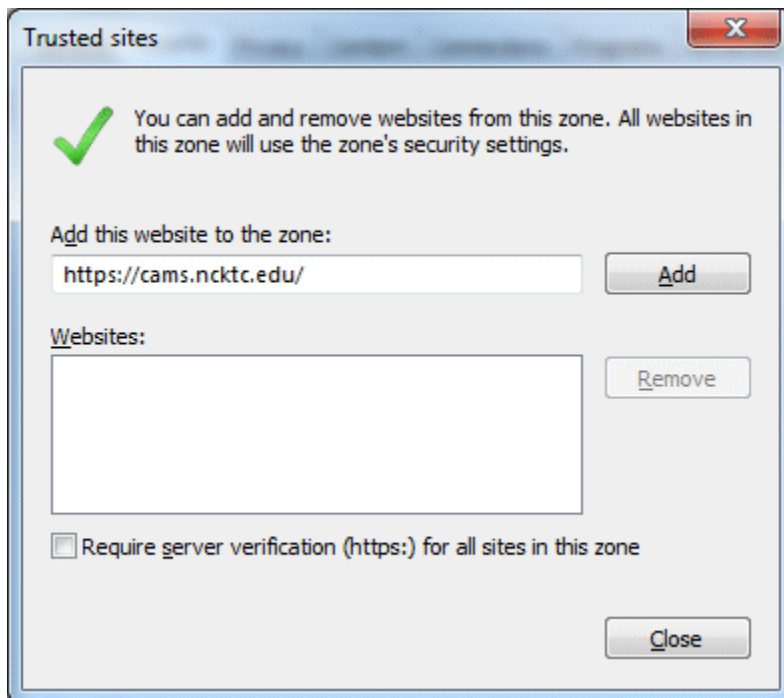 Trusted sites
You can add and remove websites from this zone. All websites in
this zone will use the zone's security settings.
Add this website to the zone:
https://cams.ncktc.edu/
Add
Websites:
Remove
Require server verification (https:) for all sites in this zone
Close